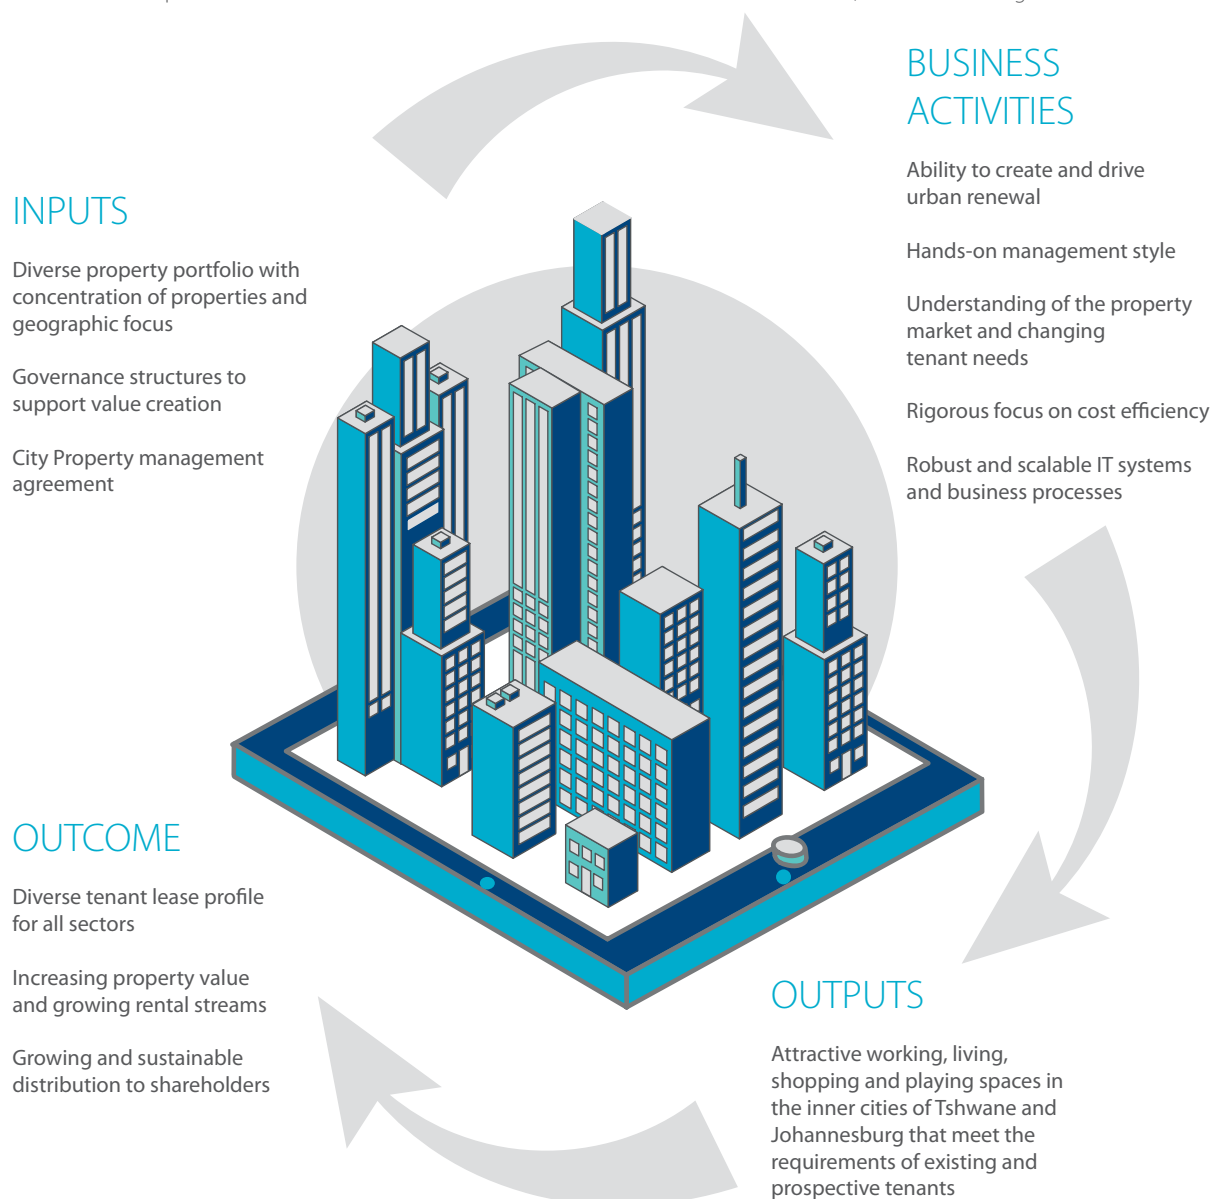 INPUTS
Diverse property portfolio with
concentration of properties and
geographic focus
Governance structures to
support value creation
City Property management
agreement
BUSINESS
ACTIVITIES
Ability to create and drive
urban renewal
Hands-on management style
Understanding of the property
market and changing
tenant needs
Rigorous focus on cost efficiency
Robust and scalable IT systems
and business processes
OUTPUTS
Attractive working, living,
shopping and playing spaces in
the inner cities of Tshwane and
Johannesburg that meet the
requirements of existing and
prospective tenants
OUTCOME
Diverse tenant lease profile
for all sectors
Increasing property value
and growing rental streams
Growing and sustainable
distribution to shareholders